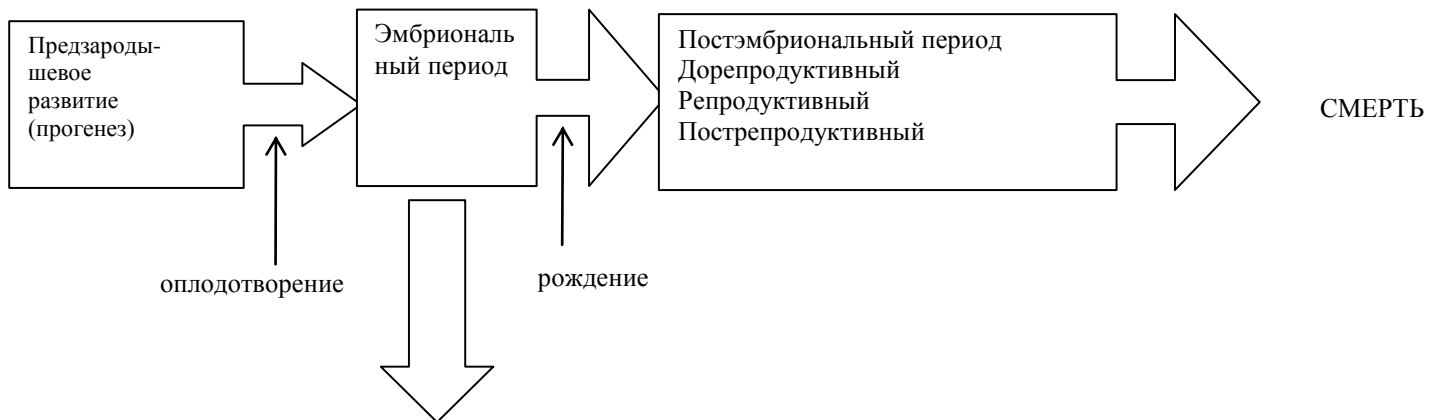 Предзароды-
шевое
развитие
(прогенез)
Эмбриональ
ный период
Постэмбриональный период
Дорепродуктивный
Репродуктивный
Пострепродуктивный
СМЕРТЬ
оплодотворение
рождение